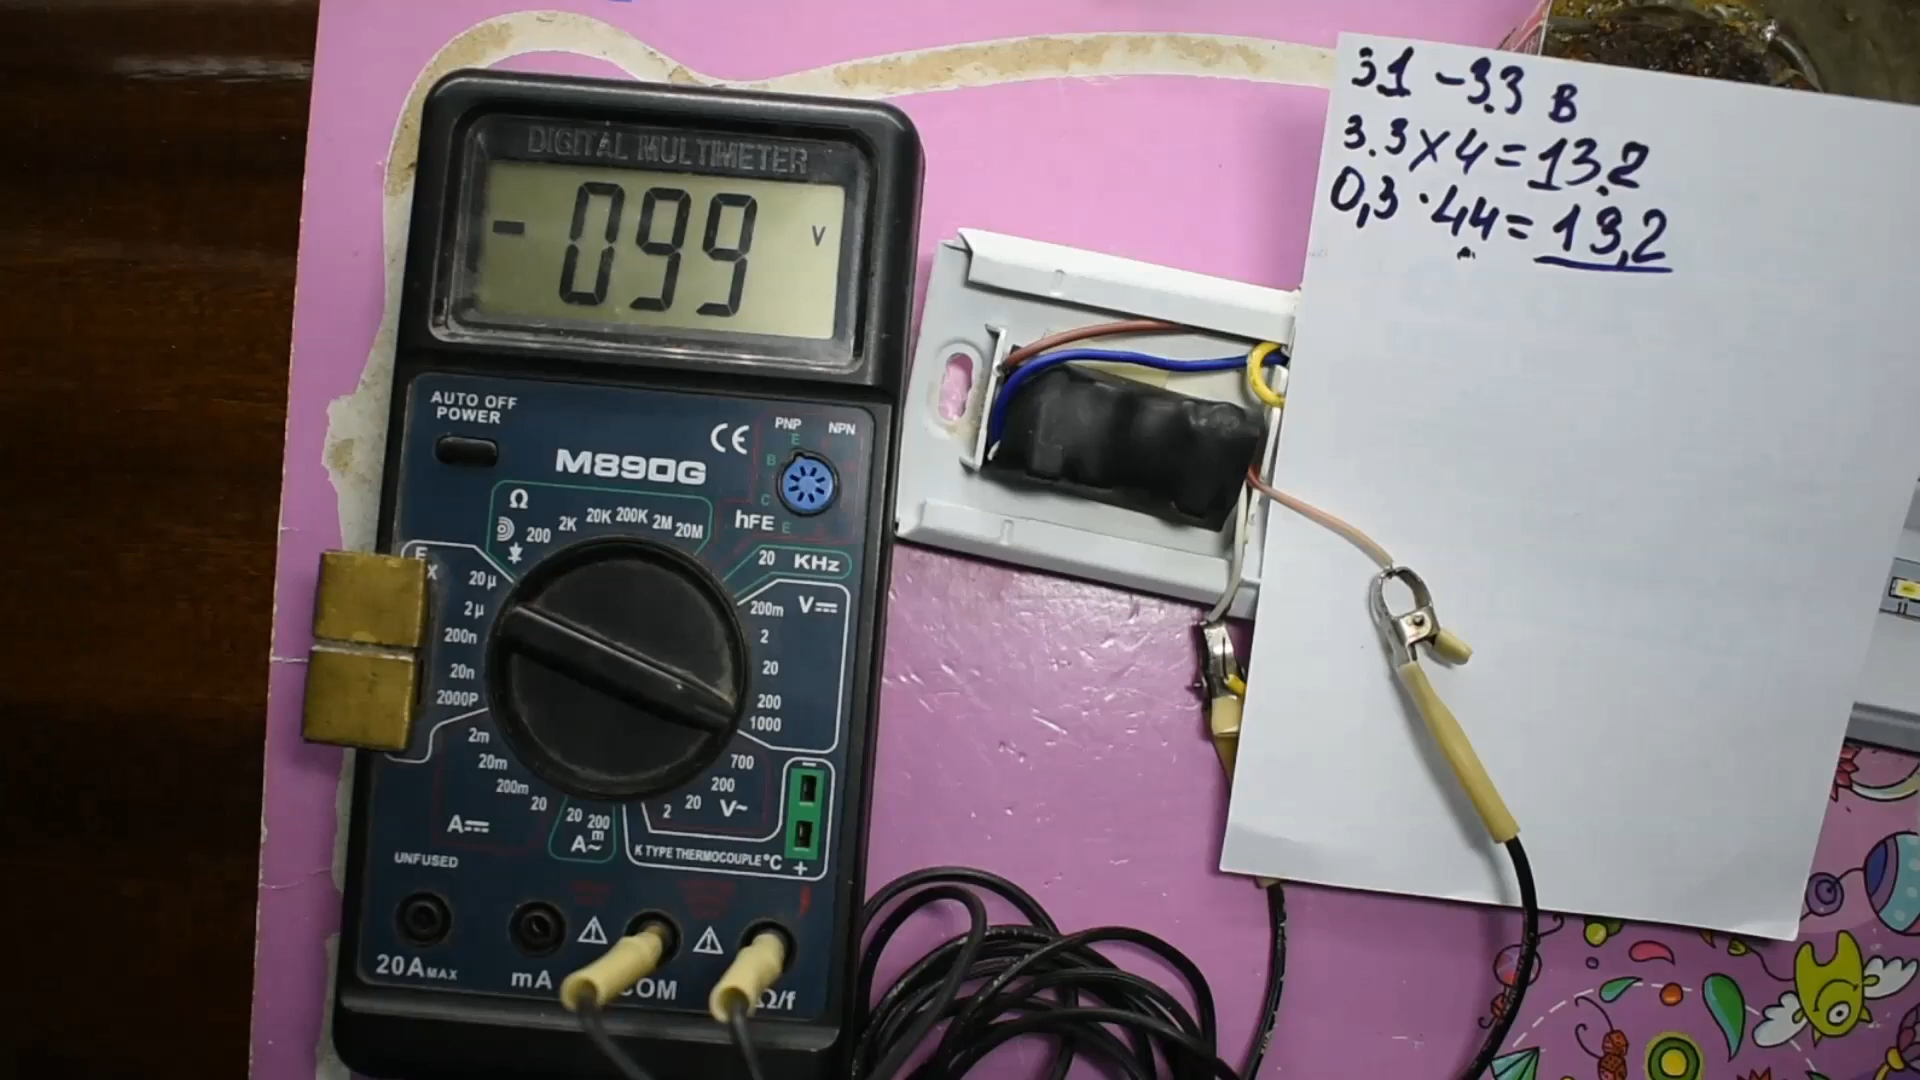 DIGITAL MULTIMETER
- 099 V
AUTO OFF
POWER
M890G
CE
PNP NPN
E
B
C
E
hFE
Ω
200 2K 20K 200K 2M 20M
20 KHz
20µ
2µ
200n
20n
2000P
200m V
2
20
200
1000
2m
20m
200m
20
A
20 200
m
A~
2 20 200 700
V~
K TYPE THERMOCOUPLE °C
-
+
UNFUSED
20A MAX
mA
COM
Ω/f
3.1 - 3.3 В
3.3 × 4 = 13.2
0,3 · 44 = 13,2